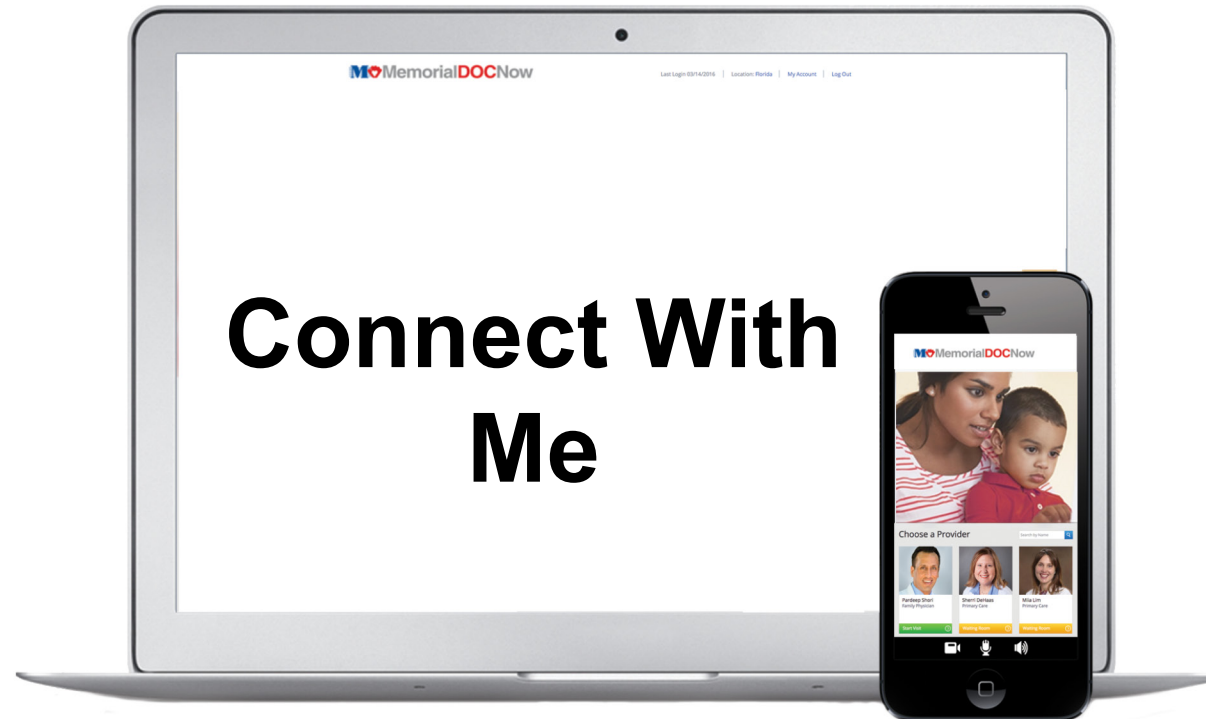 MemorialDOCNow
Last Login 03/14/2016 | Location: Florida | My Account | Log Out
Connect With
Me
MemorialDOCNow
Choose a Provider
Search by Name
Pardeep Shori
Family Physician
Start Visit
Sherri DeHaas
Primary Care
Waiting Room
Mila Lim
Primary Care
Waiting Room